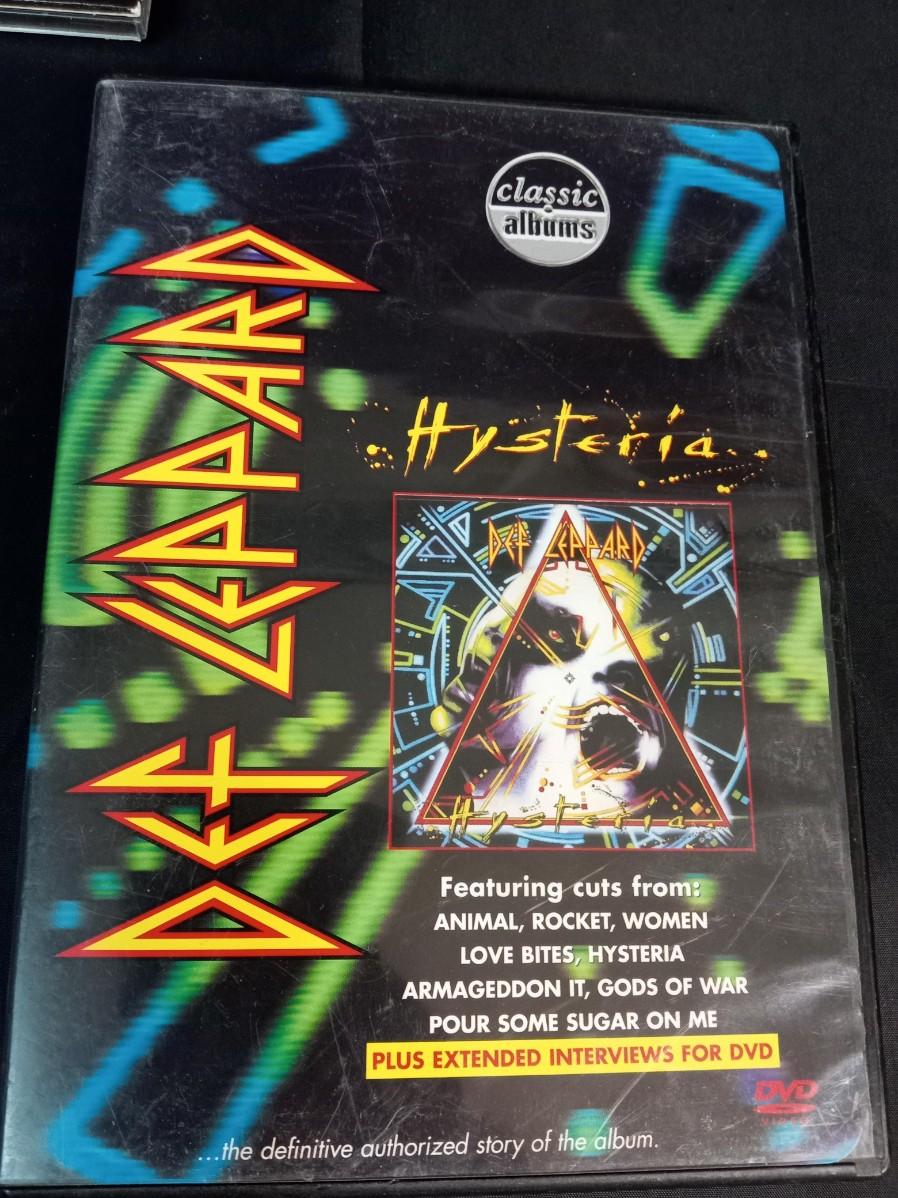 classic
albums
DEF LEPPARD
Hysteria
DEF LEPPARD
Hysteria
Featuring cuts from:
ANIMAL, ROCKET, WOMEN
LOVE BITES, HYSTERIA
ARMAGEDDON IT, GODS OF WAR
POUR SOME SUGAR ON ME
PLUS EXTENDED INTERVIEWS FOR DVD
DVD
VIDEO
...the definitive authorized story of the album.